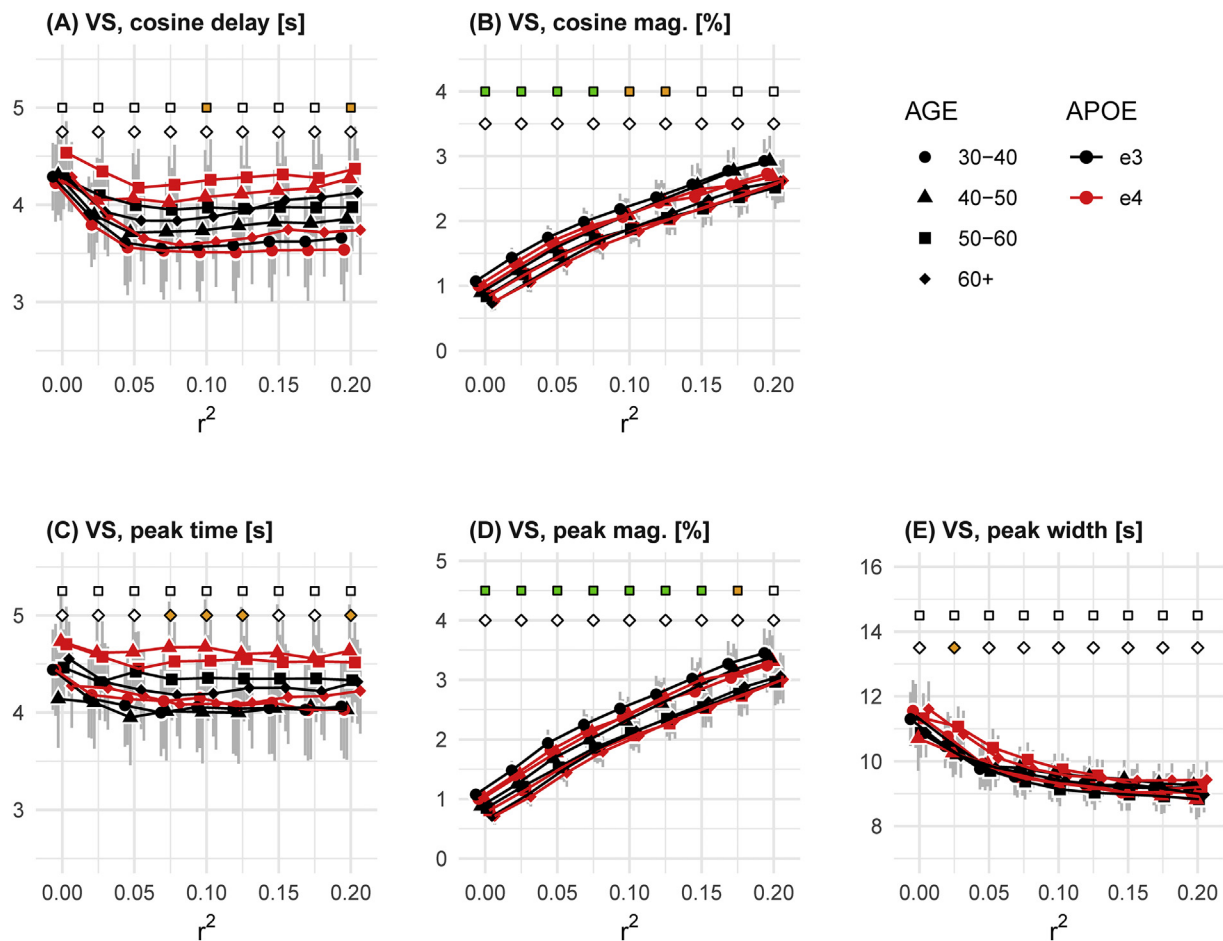 (A) VS, cosine delay [s]
(B) VS, cosine mag. [%]
5
4
3
0.00 0.05 0.10 0.15 0.20
r²
4
3
2
1
0
0.00 0.05 0.10 0.15 0.20
r²
AGE
30−40
40−50
50−60
60+
APOE
e3
e4
(C) VS, peak time [s]
5
4
3
0.00 0.05 0.10 0.15 0.20
r²
(D) VS, peak mag. [%]
5
4
3
2
1
0
0.00 0.05 0.10 0.15 0.20
r²
(E) VS, peak width [s]
16
14
12
10
8
0.00 0.05 0.10 0.15 0.20
r²